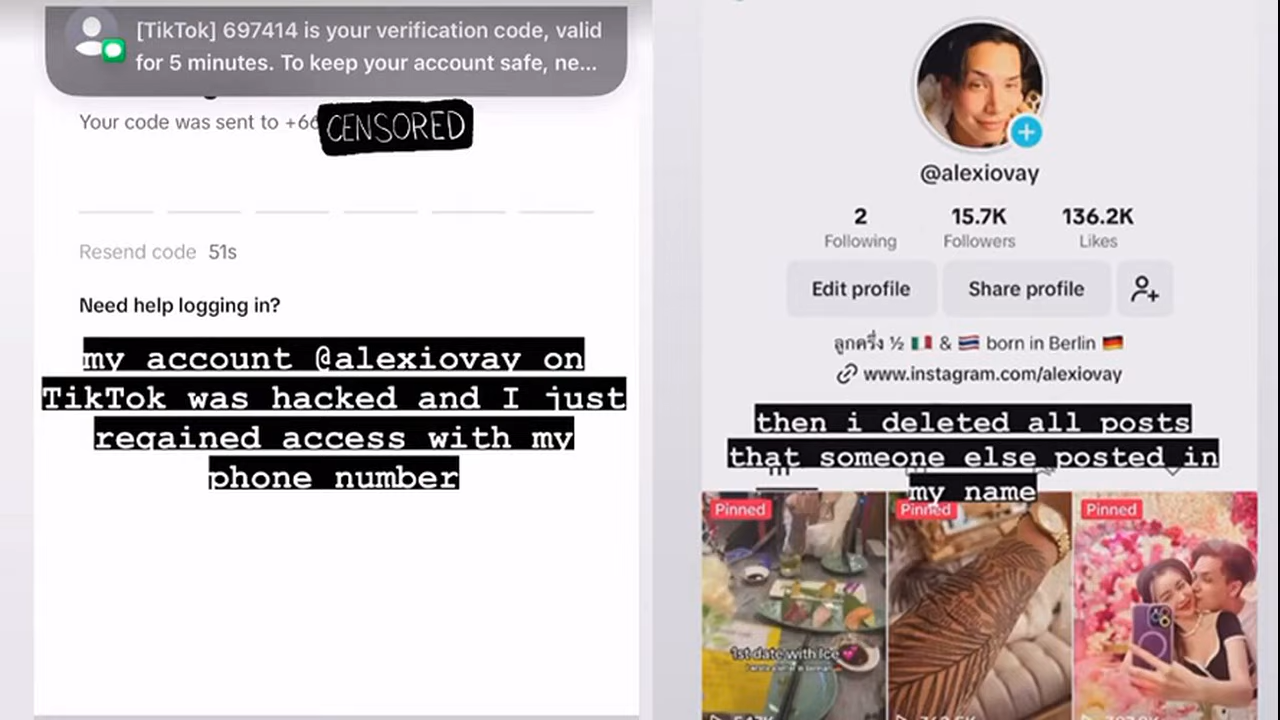 [TikTok] 697414 is your verification code, valid
for 5 minutes. To keep your account safe, ne...
Your code was sent to +66
CENSORED
Resend code 51s
Need help logging in?
my account @alexiovay on
TikTok was hacked and I just
regained access with my
phone number
@alexiovay
2
Following
15.7K
Followers
136.2K
Likes
Edit profile
Share profile
ลูกครึ่ง ½ 🇮🇹 & 🇹🇭 born in Berlin 🇩🇪
www.instagram.com/alexiovay
then i deleted all posts
that someone else posted in
my name
Pinned
Pinned
Pinned
1st date with Ice 💕